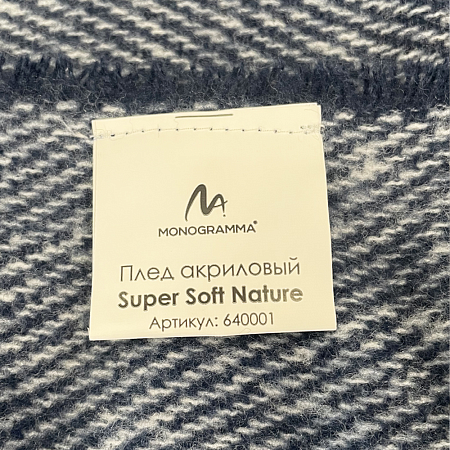 MONOGRAMMA®
Плед акриловый
Super Soft Nature
Артикул: 640001